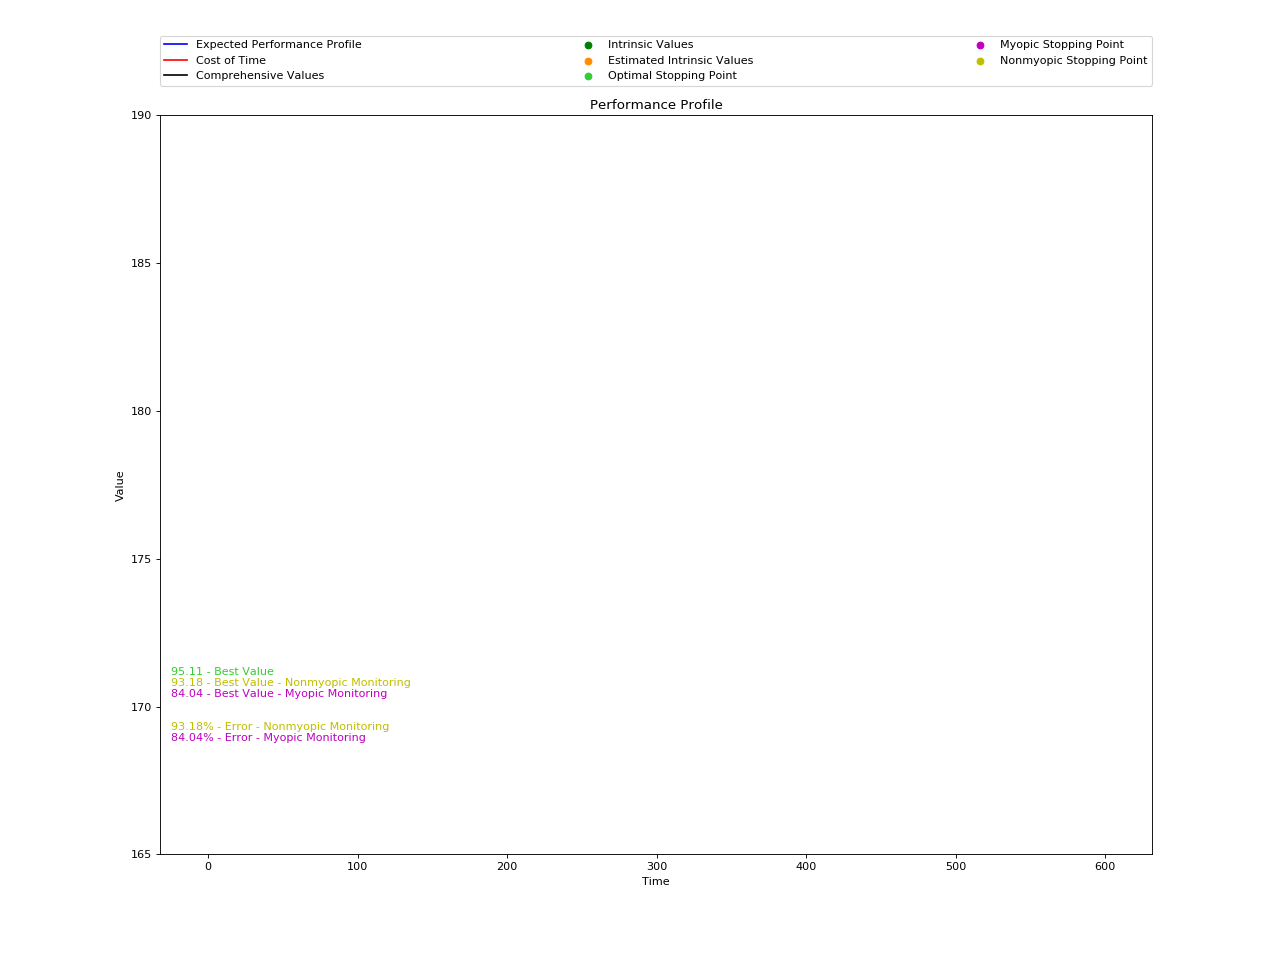 Expected Performance Profile
Cost of Time
Comprehensive Values
Intrinsic Values
Estimated Intrinsic Values
Optimal Stopping Point
Myopic Stopping Point
Nonmyopic Stopping Point
Performance Profile
190
185
180
175
170
165
Value
95.11 - Best Value
93.18 - Best Value - Nonmyopic Monitoring
84.04 - Best Value - Myopic Monitoring
93.18% - Error - Nonmyopic Monitoring
84.04% - Error - Myopic Monitoring
0 100 200 300 400 500 600
Time